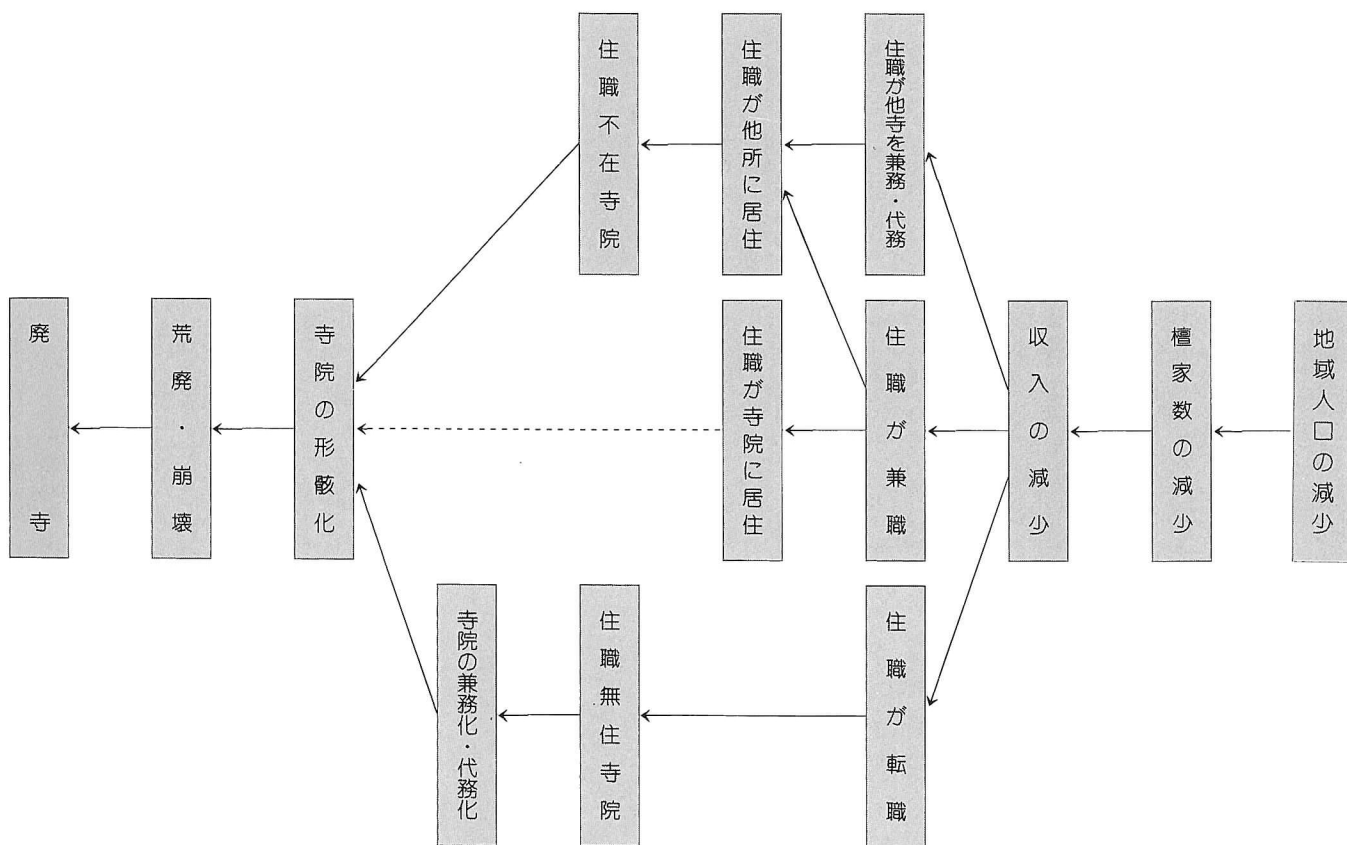 地域人口の減少
檀家数の減少
収入の減少
住職が他寺を兼務・代務
住職が兼職
住職が転職
住職が他所に居住
住職が寺院に居住
住職不在寺院
住職無住寺院
寺院の兼務化・代務化
寺院の形骸化
荒廃・崩壊
廃寺